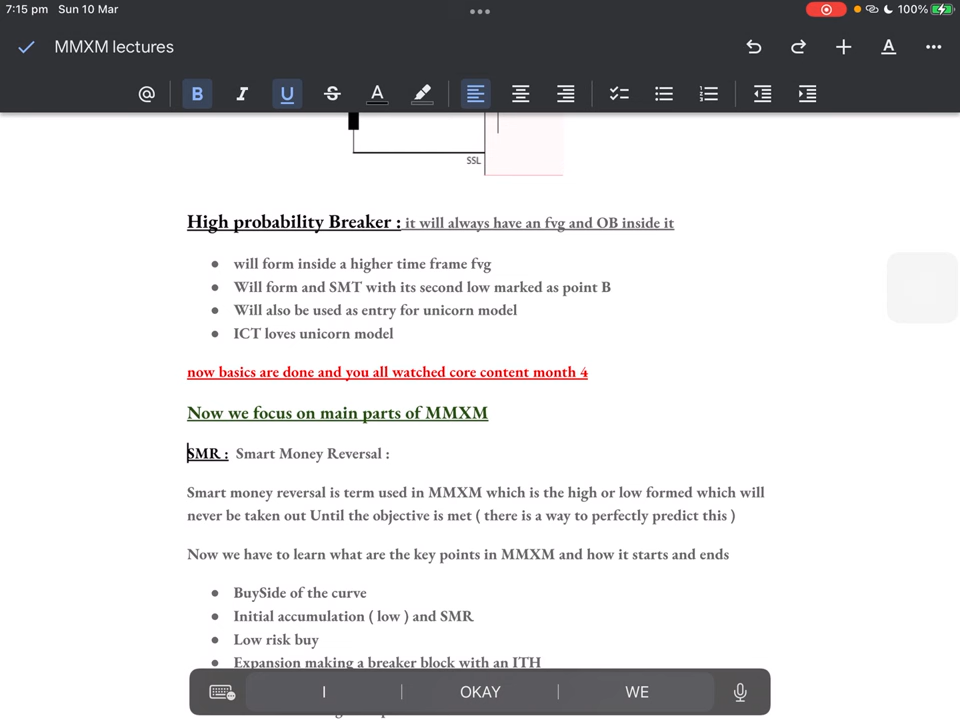 7:15 pm Sun 10 Mar
100%
MMXM lectures
@ B I U S A
SSL
High probability Breaker : it will always have an fvg and OB inside it
● will form inside a higher time frame fvg
● Will form and SMT with its second low marked as point B
● Will also be used as entry for unicorn model
● ICT loves unicorn model
now basics are done and you all watched core content month 4
Now we focus on main parts of MMXM
SMR : Smart Money Reversal :
Smart money reversal is term used in MMXM which is the high or low formed which will
never be taken out Until the objective is met ( there is a way to perfectly predict this )
Now we have to learn what are the key points in MMXM and how it starts and ends
● BuySide of the curve
● Initial accumulation ( low ) and SMR
● Low risk buy
● Expansion making a breaker block with an ITH
I OKAY WE